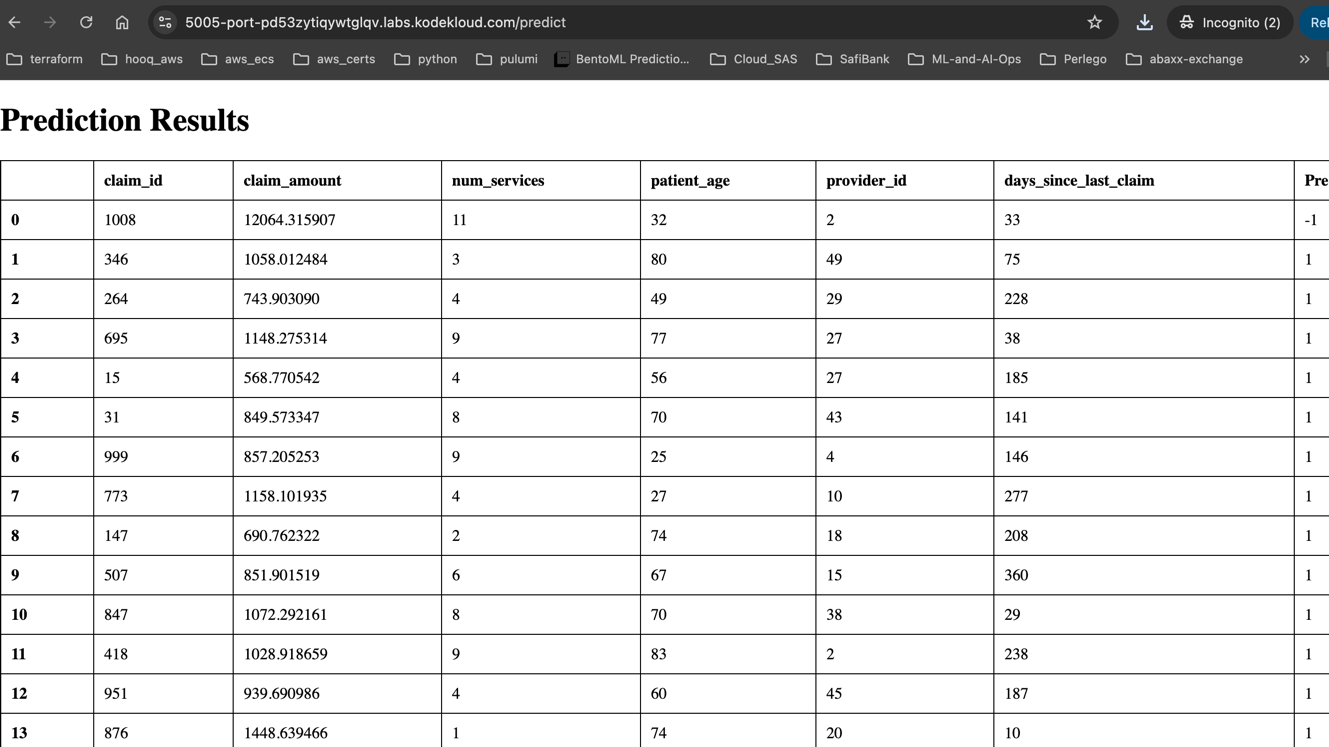 5005-port-pd53zytiqywtglqv.labs.kodekloud.com/predict Incognito (2) Rel
terraform hooq_aws aws_ecs aws_certs python pulumi BentoML Predictio... Cloud_SAS SafiBank ML-and-AI-Ops Perlego abaxx-exchange »
Prediction Results
claim_id claim_amount num_services patient_age provider_id days_since_last_claim Pre
0 1008 12064.315907 11 32 2 33 -1
1 346 1058.012484 3 80 49 75 1
2 264 743.903090 4 49 29 228 1
3 695 1148.275314 9 77 27 38 1
4 15 568.770542 4 56 27 185 1
5 31 849.573347 8 70 43 141 1
6 999 857.205253 9 25 4 146 1
7 773 1158.101935 4 27 10 277 1
8 147 690.762322 2 74 18 208 1
9 507 851.901519 6 67 15 360 1
10 847 1072.292161 8 70 38 29 1
11 418 1028.918659 9 83 2 238 1
12 951 939.690986 4 60 45 187 1
13 876 1448.639466 1 74 20 10 1